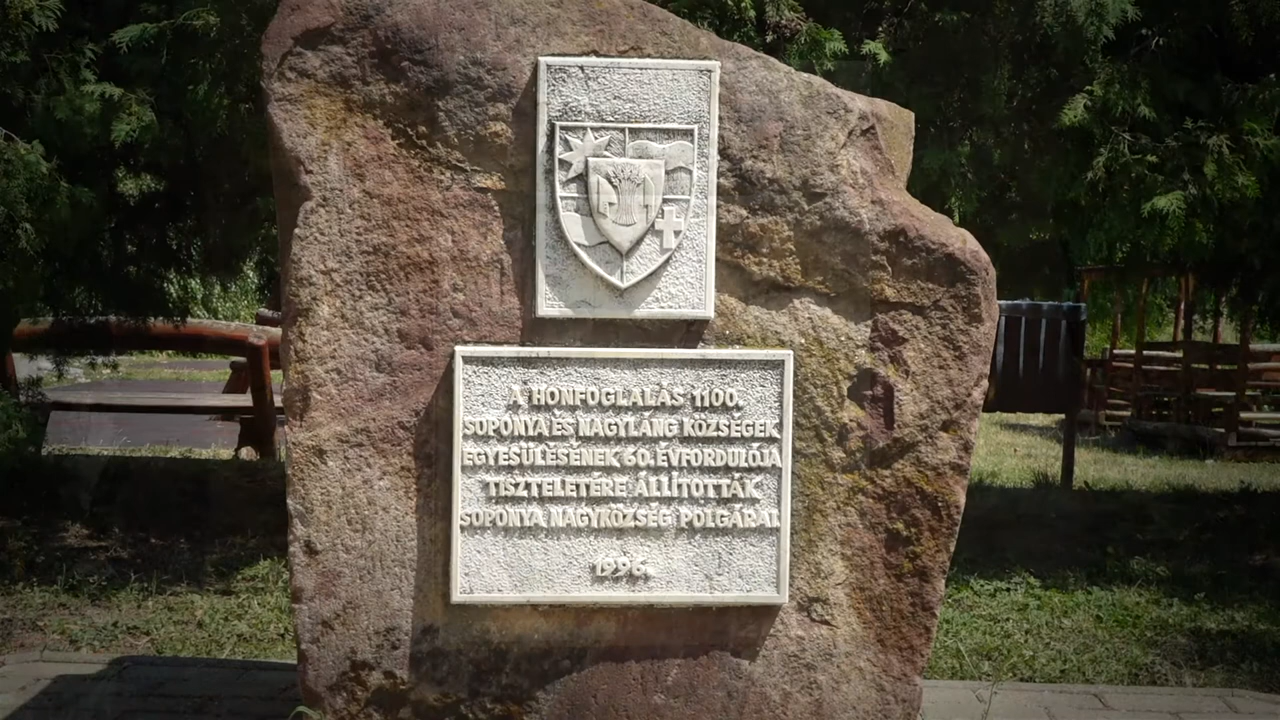 A HONFOGLALÁS 1100.
SOPONYA ÉS NAGYLÁNG KÖZSÉGEK
EGYESÜLÉSÉNEK 60. ÉVFORDULÓJA
TISZTELETÉRE ÁLLÍTOTTÁK
SOPONYA NAGYKÖZSÉG POLGÁRAI.
1996.